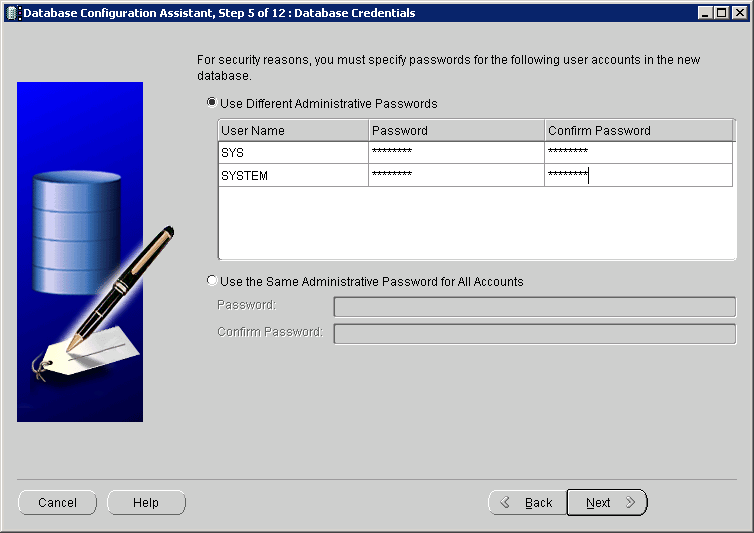 Database Configuration Assistant, Step 5 of 12 : Database Credentials
For security reasons, you must specify passwords for the following user accounts in the new
database.
Use Different Administrative Passwords
User Name Password Confirm Password
SYS ******** ********
SYSTEM ******** ********
Use the Same Administrative Password for All Accounts
Password:
Confirm Password:
Cancel Help Back Next